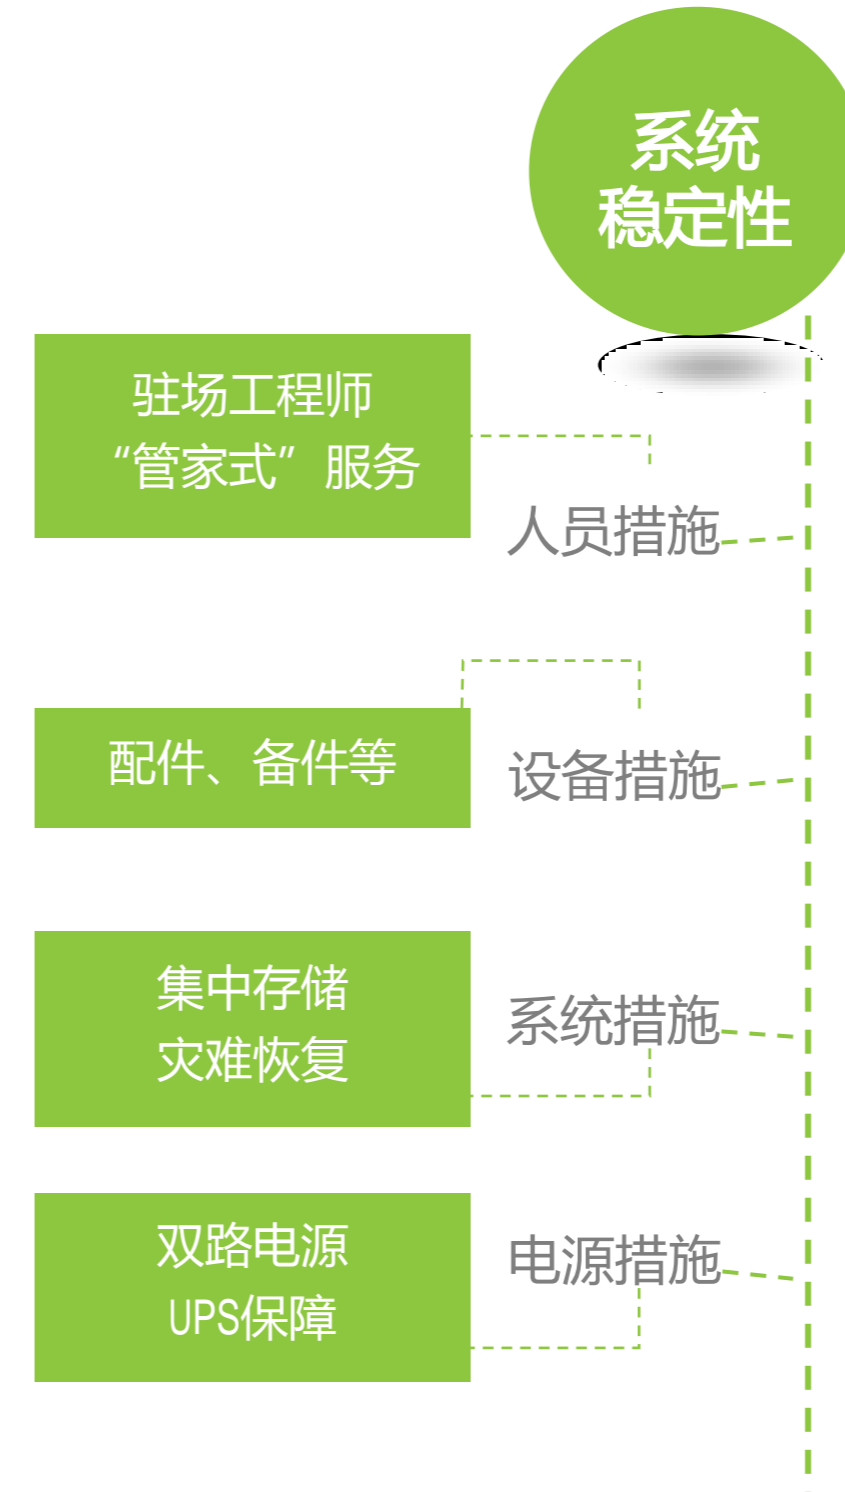 系统
稳定性
驻场工程师
“管家式”服务
人员措施
配件、备件等
设备措施
集中存储
灾难恢复
系统措施
双路电源
UPS保障
电源措施